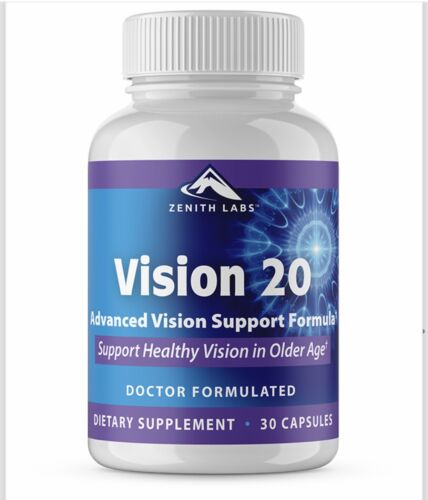 ZENITH LABS™
Vision 20
Advanced Vision Support Formula†
Support Healthy Vision in Older Age†
DOCTOR FORMULATED
DIETARY SUPPLEMENT • 30 CAPSULES